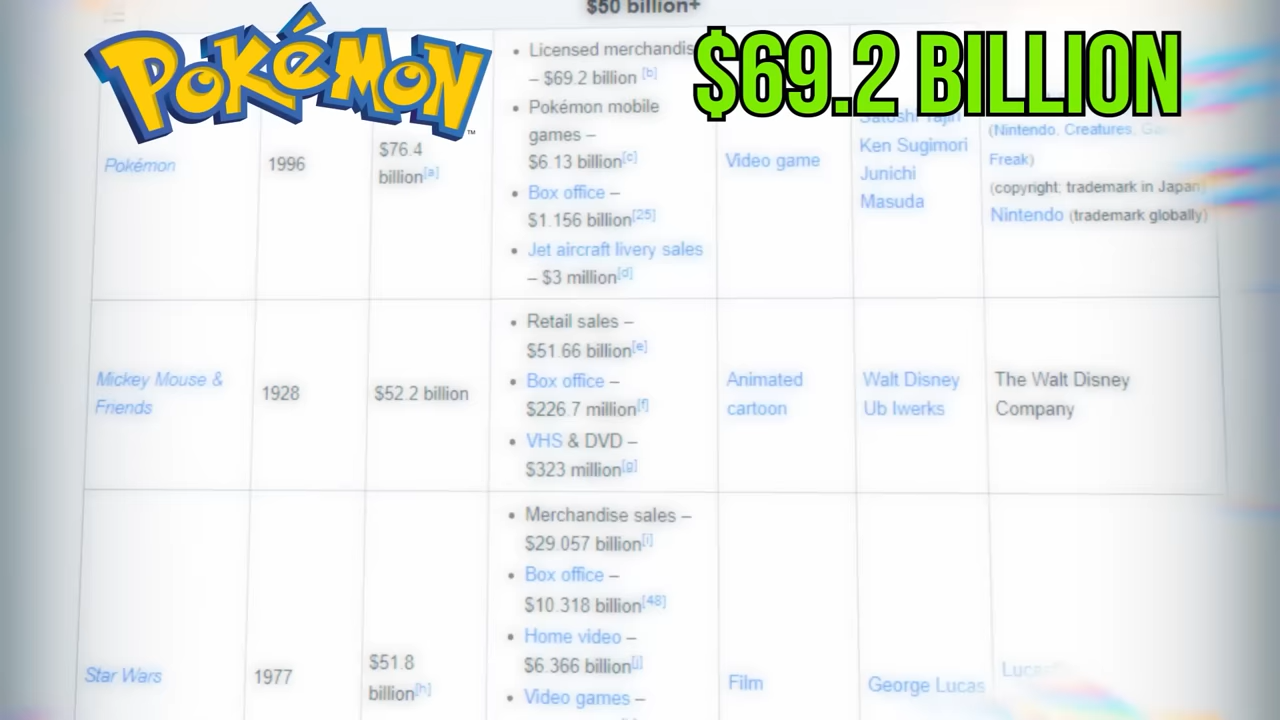 $50 billion+
POKéMON
™
$69.2 BILLION
Pokémon
1996
$76.4
billion[a]
• Licensed merchandis
– $69.2 billion [b]
• Pokémon mobile
games –
$6.13 billion[c]
• Box office –
$1.156 billion[25]
• Jet aircraft livery sales
– $3 million[d]
Video game
Satoshi Tajiri
Ken Sugimori
Junichi
Masuda
(Nintendo, Creatures,
Freak)
(copyright; trademark in Japan)
Nintendo (trademark globally)
Mickey Mouse &
Friends
1928
$52.2 billion
• Retail sales –
$51.66 billion[e]
• Box office –
$226.7 million[f]
• VHS & DVD –
$323 million[g]
Animated
cartoon
Walt Disney
Ub Iwerks
The Walt Disney
Company
Star Wars
1977
$51.8
billion[h]
• Merchandise sales –
$29.057 billion[i]
• Box office –
$10.318 billion[48]
• Home video –
$6.366 billion[j]
• Video games –
Film
George Lucas